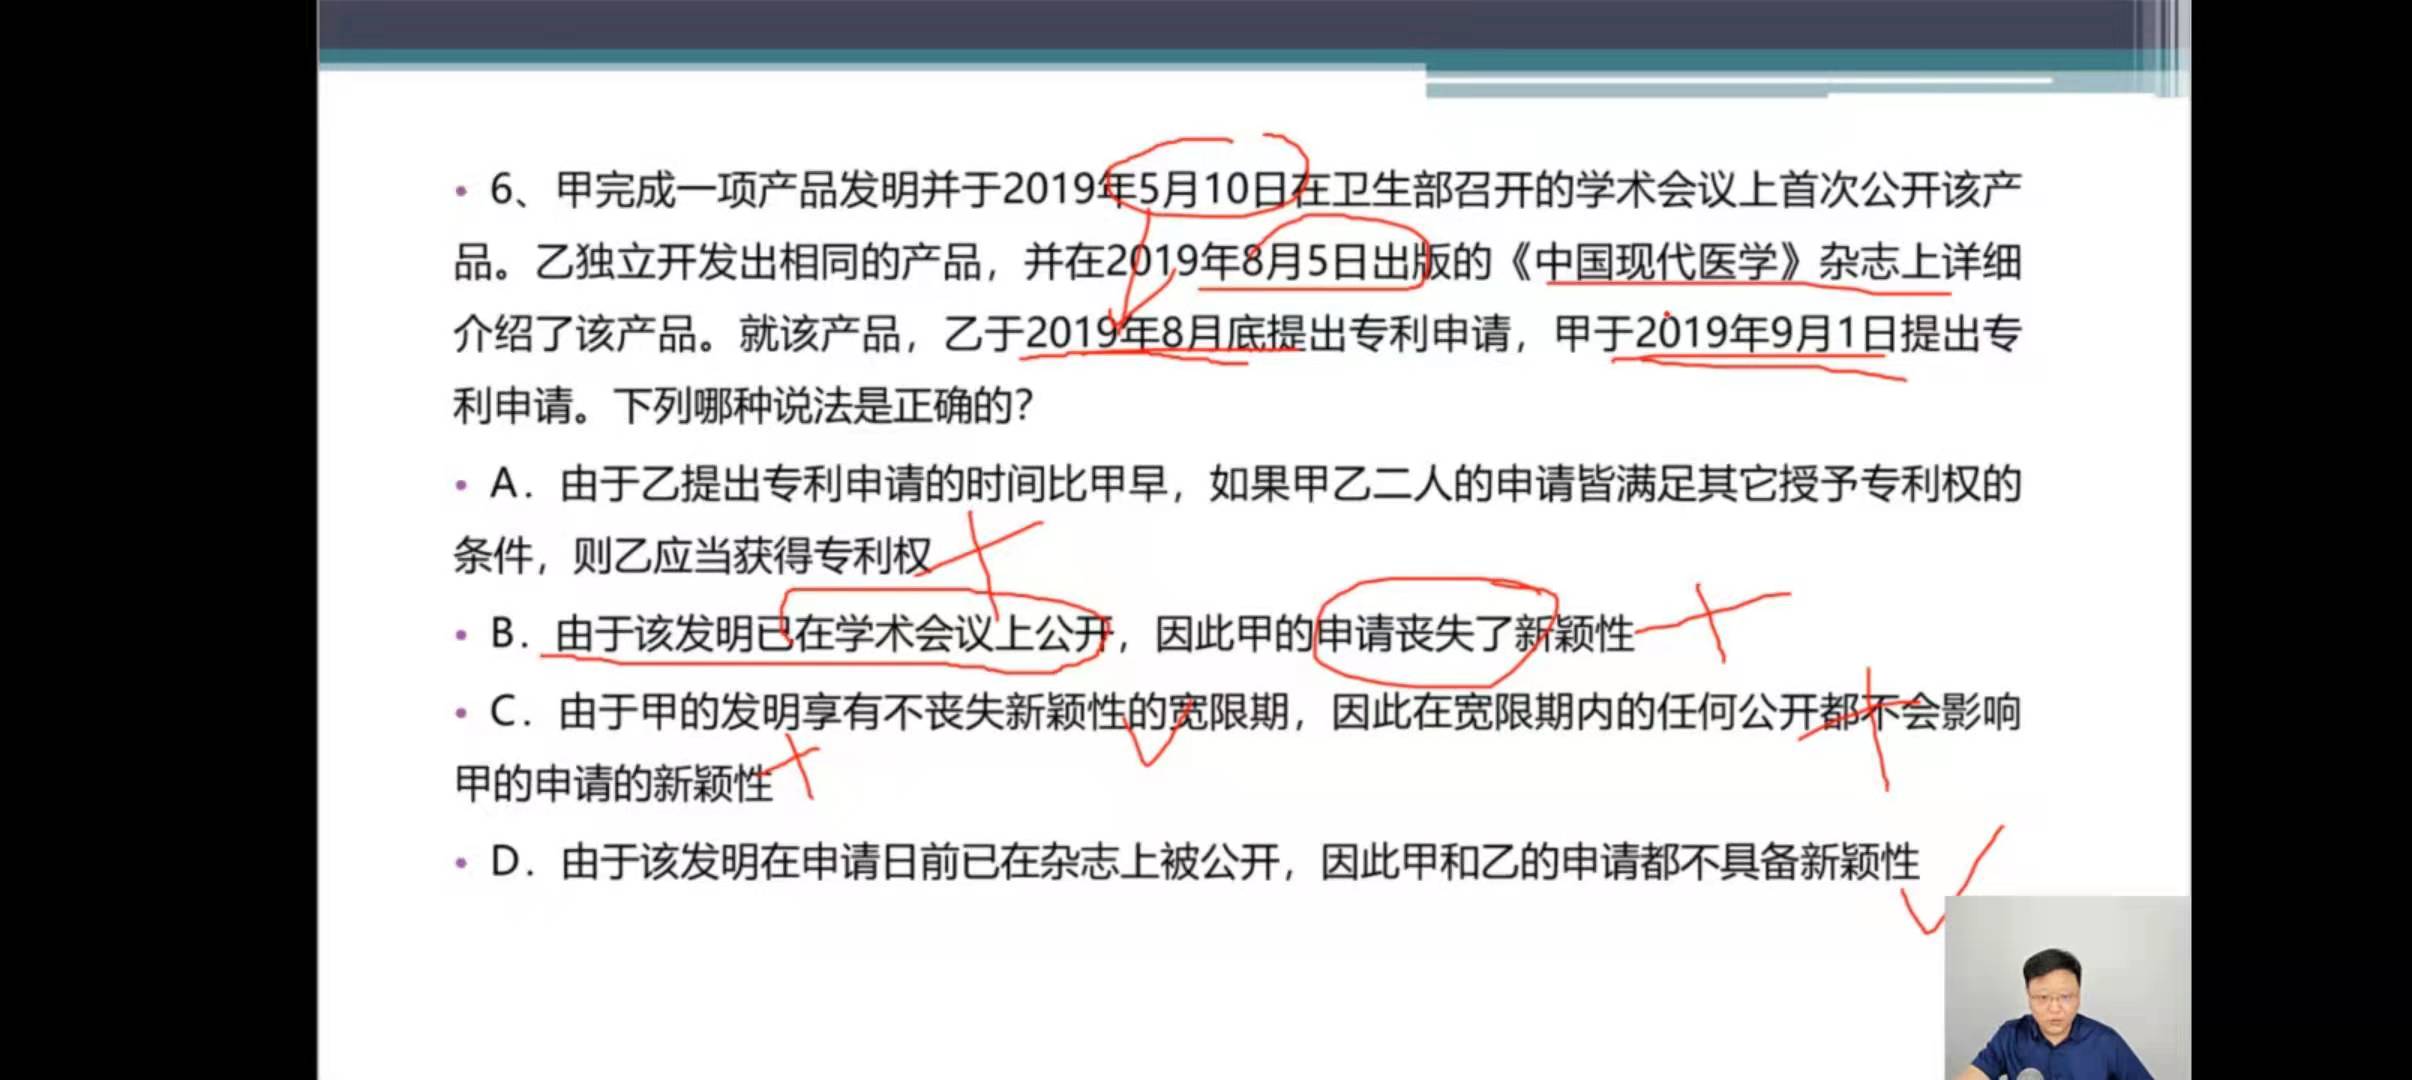 6、甲完成一项产品发明并于2019年5月10日在卫生部召开的学术会议上首次公开该产
品。乙独立开发出相同的产品，并在2019年8月5日出版的《中国现代医学》杂志上详细
介绍了该产品。就该产品，乙于2019年8月底提出专利申请，甲于2019年9月1日提出专
利申请。下列哪种说法是正确的？
A．由于乙提出专利申请的时间比甲早，如果甲乙二人的申请皆满足其它授予专利权的
条件，则乙应当获得专利权
B．由于该发明已在学术会议上公开，因此甲的申请丧失了新颖性
C．由于甲的发明享有不丧失新颖性的宽限期，因此在宽限期内的任何公开都不会影响
甲的申请的新颖性
D．由于该发明在申请日前已在杂志上被公开，因此甲和乙的申请都不具备新颖性